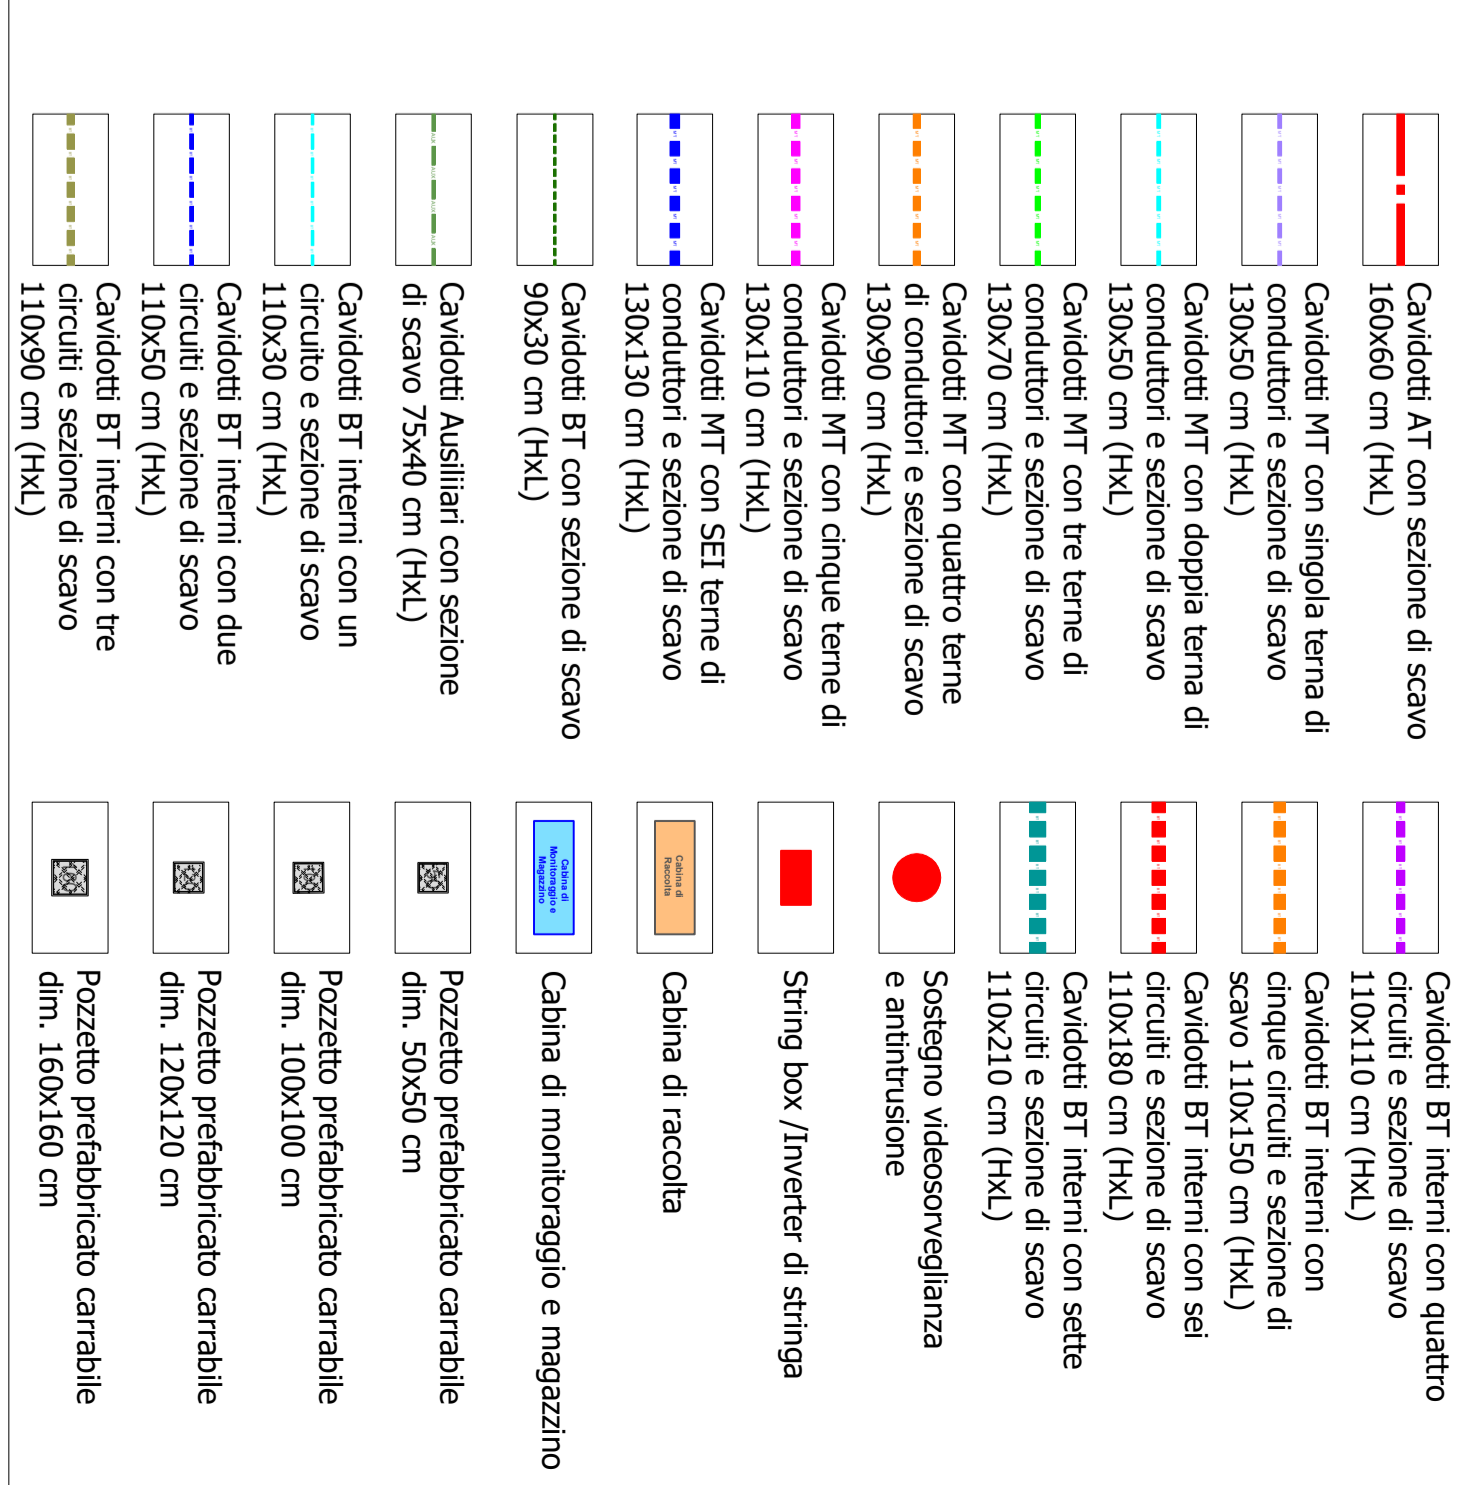 Cavidotti AT con sezione di scavo
160x60 cm (HxL)
Cavidotti MT con singola terna di
conduttori e sezione di scavo
130x50 cm (HxL)
Cavidotti MT con doppia terna di
conduttori e sezione di scavo
130x50 cm (HxL)
Cavidotti MT con tre terne di
conduttori e sezione di scavo
130x70 cm (HxL)
Cavidotti MT con quattro terne
di conduttori e sezione di scavo
130x90 cm (HxL)
Cavidotti MT con cinque terne di
conduttori e sezione di scavo
130x110 cm (HxL)
Cavidotti MT con SEI terne di
conduttori e sezione di scavo
130x130 cm (HxL)
Cavidotti BT con sezione di scavo
90x30 cm (HxL)
AUX AUX AUX AUX
Cavidotti Ausiliiari con sezione
di scavo 75x40 cm (HxL)
Cavidotti BT interni con un
circuito e sezione di scavo
110x30 cm (HxL)
Cavidotti BT interni con due
circuiti e sezione di scavo
110x50 cm (HxL)
Cavidotti BT interni con tre
circuiti e sezione di scavo
110x90 cm (HxL)
Cavidotti BT interni con quattro
circuiti e sezione di scavo
110x110 cm (HxL)
Cavidotti BT interni con
cinque circuiti e sezione di
scavo 110x150 cm (HxL)
Cavidotti BT interni con sei
circuiti e sezione di scavo
110x180 cm (HxL)
Cavidotti BT interni con sette
circuiti e sezione di scavo
110x210 cm (HxL)
Sostegno videosorveglianza
e antintrusione
String box /Inverter di stringa
Cabina di
Raccolta
Cabina di raccolta
Cabina di
Monitoraggio e
Magazzino
Cabina di monitoraggio e magazzino
Pozzetto prefabbricato carrabile
dim. 50x50 cm
Pozzetto prefabbricato carrabile
dim. 100x100 cm
Pozzetto prefabbricato carrabile
dim. 120x120 cm
Pozzetto prefabbricato carrabile
dim. 160x160 cm